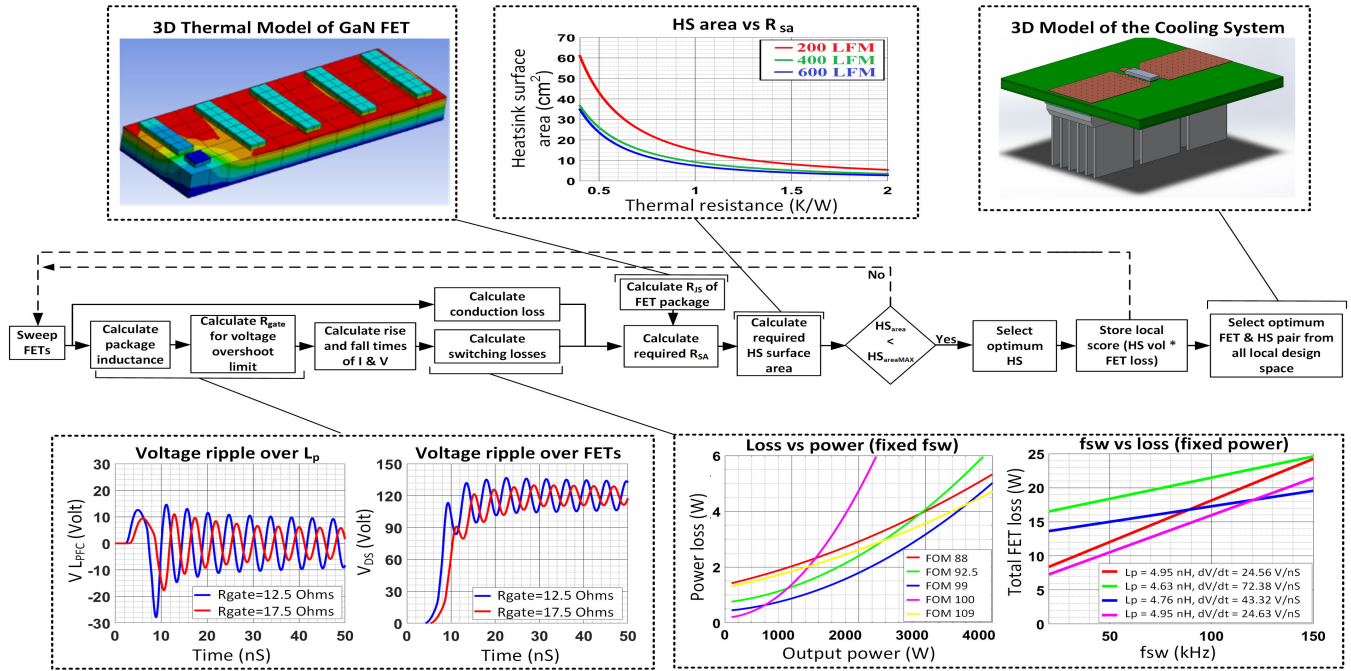 3D Thermal Model of GaN FET
HS area vs R sa
200 LFM
400 LFM
600 LFM
Heatsink surface
area (cm2)
70
60
50
40
30
20
10
0
0.5
1
1.5
2
Thermal resistance (K/W)
3D Model of the Cooling System
No
Sweep
FETs
Calculate
package
inductance
Calculate Rgate
for voltage
overshoot
limit
Calculate rise
and fall times
of I & V
Calculate
conduction loss
Calculate
switching losses
Calculate RJS of
FET package
Calculate
required RSA
Calculate
required
HS surface
area
HSarea
<
HSareaMAX
Yes
Select
optimum
HS
Store local
score (HS vol *
FET loss)
Select optimum
FET & HS pair from
all local design
space
Voltage ripple over Lp
V LPFC (Volt)
30
20
10
0
-10
-20
-30
Rgate=12.5 Ohms
Rgate=17.5 Ohms
0
10
20
30
40
50
Time (nS)
Voltage ripple over FETs
VDS (Volt)
150
120
90
60
30
0
Rgate=12.5 Ohms
Rgate=17.5 Ohms
0
10
20
30
40
50
Time (nS)
Loss vs power (fixed fsw)
Power loss (W)
6
4
2
0
FOM 88
FOM 92.5
FOM 99
FOM 100
FOM 109
0
1000
2000
3000
4000
Output power (W)
fsw vs loss (fixed power)
Total FET loss (W)
25
20
15
10
5
0
Lp = 4.95 nH, dV/dt = 24.56 V/nS
Lp = 4.63 nH, dV/dt = 72.38 V/nS
Lp = 4.76 nH, dV/dt = 43.32 V/nS
Lp = 4.95 nH, dV/dt = 24.63 V/nS
50
100
150
fsw (kHz)